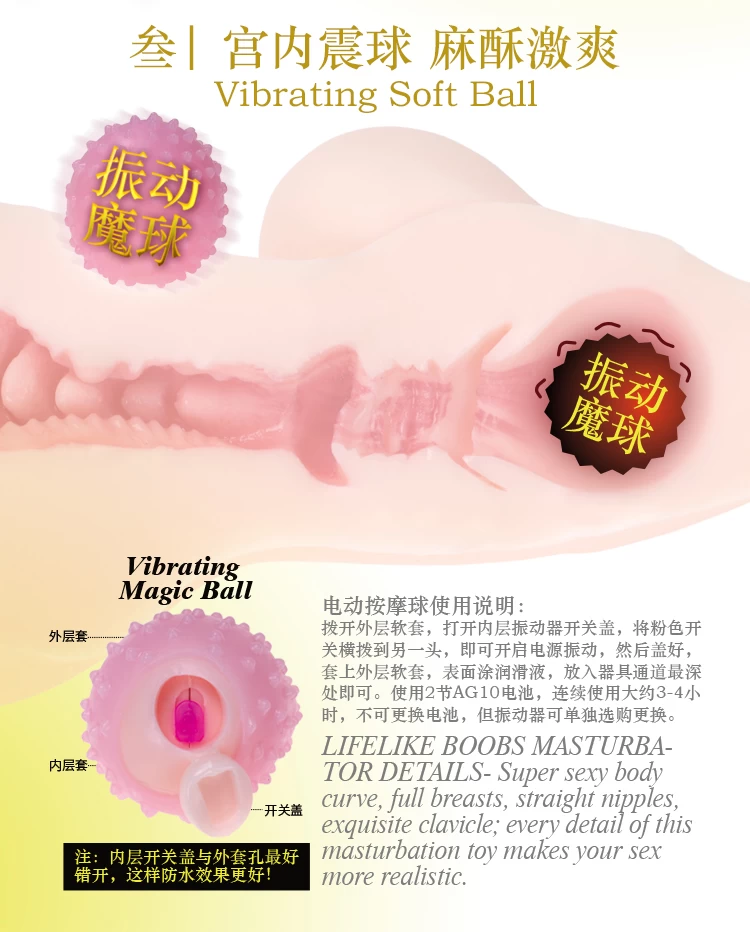 叁| 宫内震球 麻酥激爽
Vibrating Soft Ball
振动
魔球
振动
魔球
Vibrating
Magic Ball
外层套
内层套
开关盖
注：内层开关盖与外套孔最好
错开，这样防水效果更好！
电动按摩球使用说明：
拨开外层软套，打开内层振动器开关盖，将粉色开
关横拨到另一头，即可开启电源振动，然后盖好，
套上外层软套，表面涂润滑液，放入器具通道最深
处即可。使用2节AG10电池，连续使用大约3-4小
时，不可更换电池，但振动器可单独选购更换。
LIFELIKE BOOBS MASTURBA-
TOR DETAILS- Super sexy body
curve, full breasts, straight nipples,
exquisite clavicle; every detail of this
masturbation toy makes your sex
more realistic.